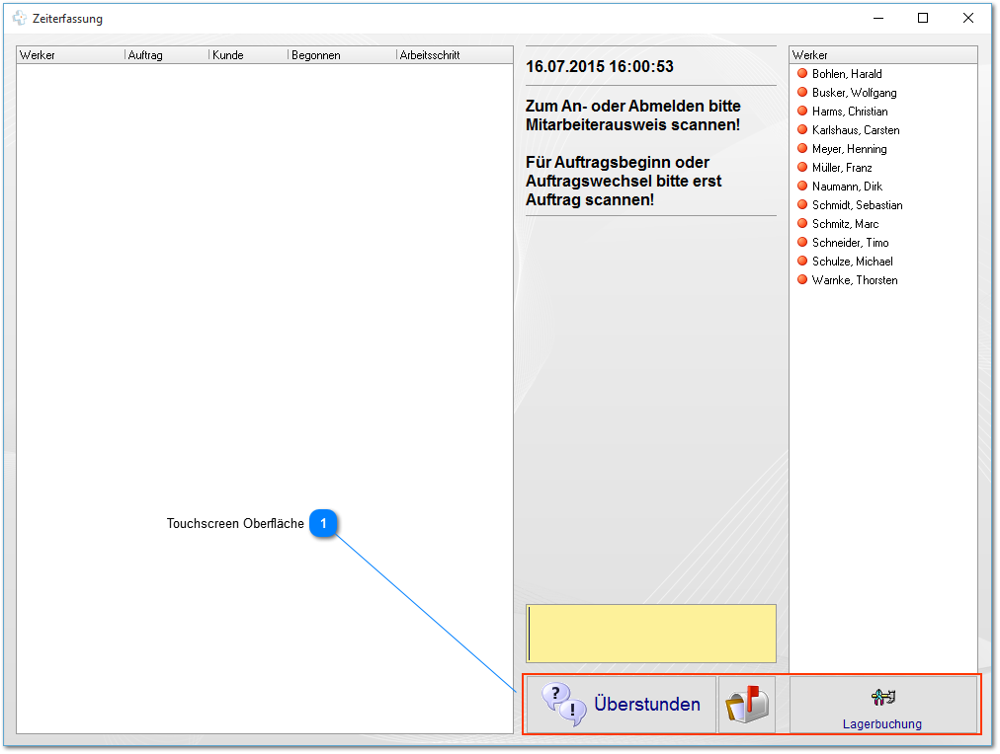 Zeiterfassung
Werker Auftrag Kunde Begonnen Arbeitsschritt
16.07.2015 16:00:53
Zum An- oder Abmelden bitte
Mitarbeiterausweis scannen!
Für Auftragsbeginn oder
Auftragswechsel bitte erst
Auftrag scannen!
Werker
Bohlen, Harald
Busker, Wolfgang
Harms, Christian
Karlshaus, Carsten
Meyer, Henning
Müller, Franz
Naumann, Dirk
Schmidt, Sebastian
Schmitz, Marc
Schneider, Timo
Schulze, Michael
Warnke, Thorsten
Touchscreen Oberfläche 1
? ! Überstunden
Lagerbuchung